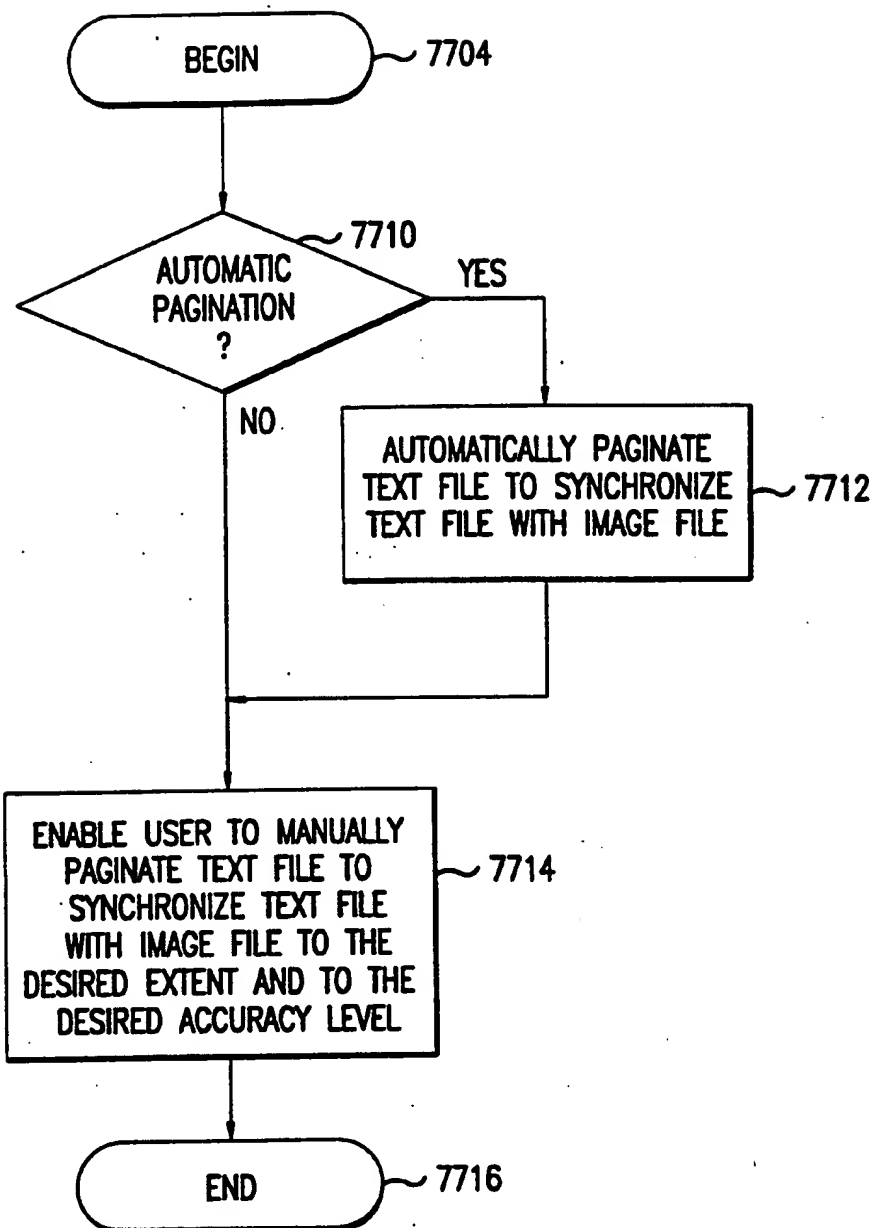 BEGIN
7704
7710
AUTOMATIC
PAGINATION
?
YES
NO
AUTOMATICALLY PAGINATE
TEXT FILE TO SYNCHRONIZE
TEXT FILE WITH IMAGE FILE
7712
ENABLE USER TO MANUALLY
PAGINATE TEXT FILE TO
SYNCHRONIZE TEXT FILE
WITH IMAGE FILE TO THE
DESIRED EXTENT AND TO THE
DESIRED ACCURACY LEVEL
7714
END
7716